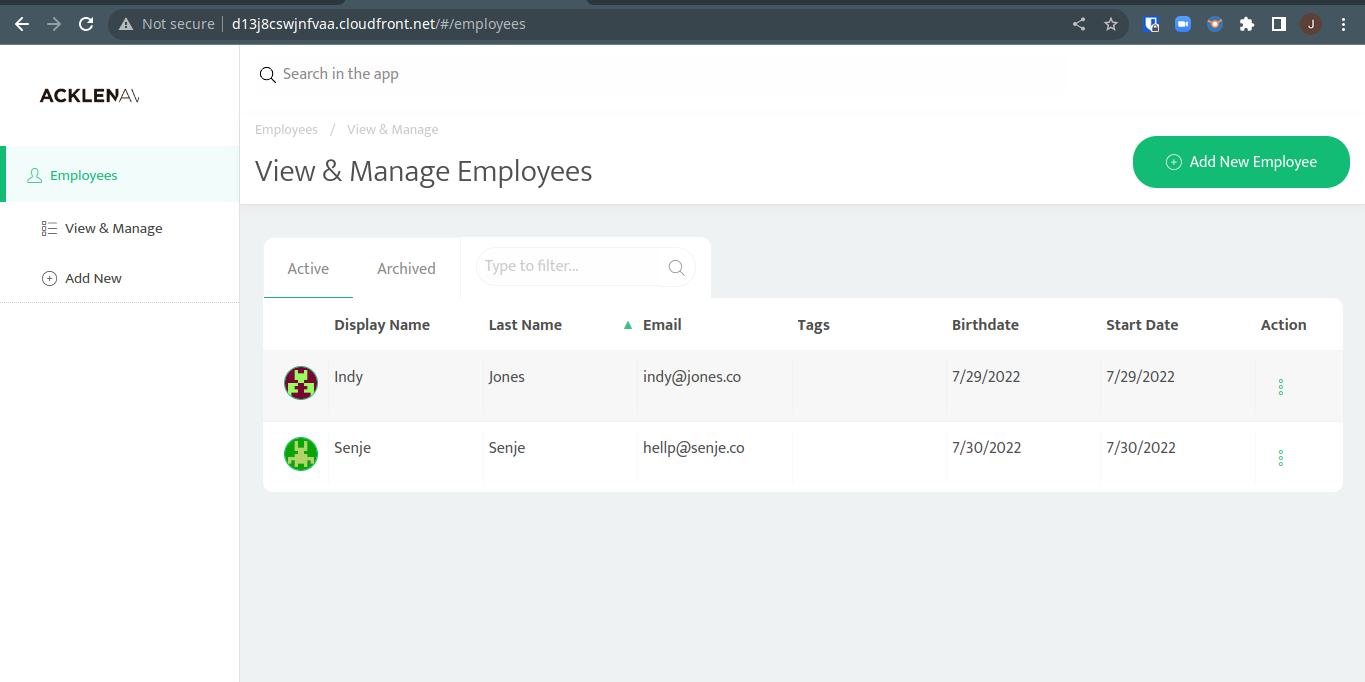 Not secure d13j8cswjnfvaa.cloudfront.net/#/employees J
ACKLENAV
Search in the app
Employees / View & Manage
View & Manage Employees
Add New Employee
Employees
View & Manage
Add New
Active Archived Type to filter...
Display Name Last Name Email Tags Birthdate Start Date Action
Indy Jones indy@jones.co 7/29/2022 7/29/2022
Senje Senje hellp@senje.co 7/30/2022 7/30/2022